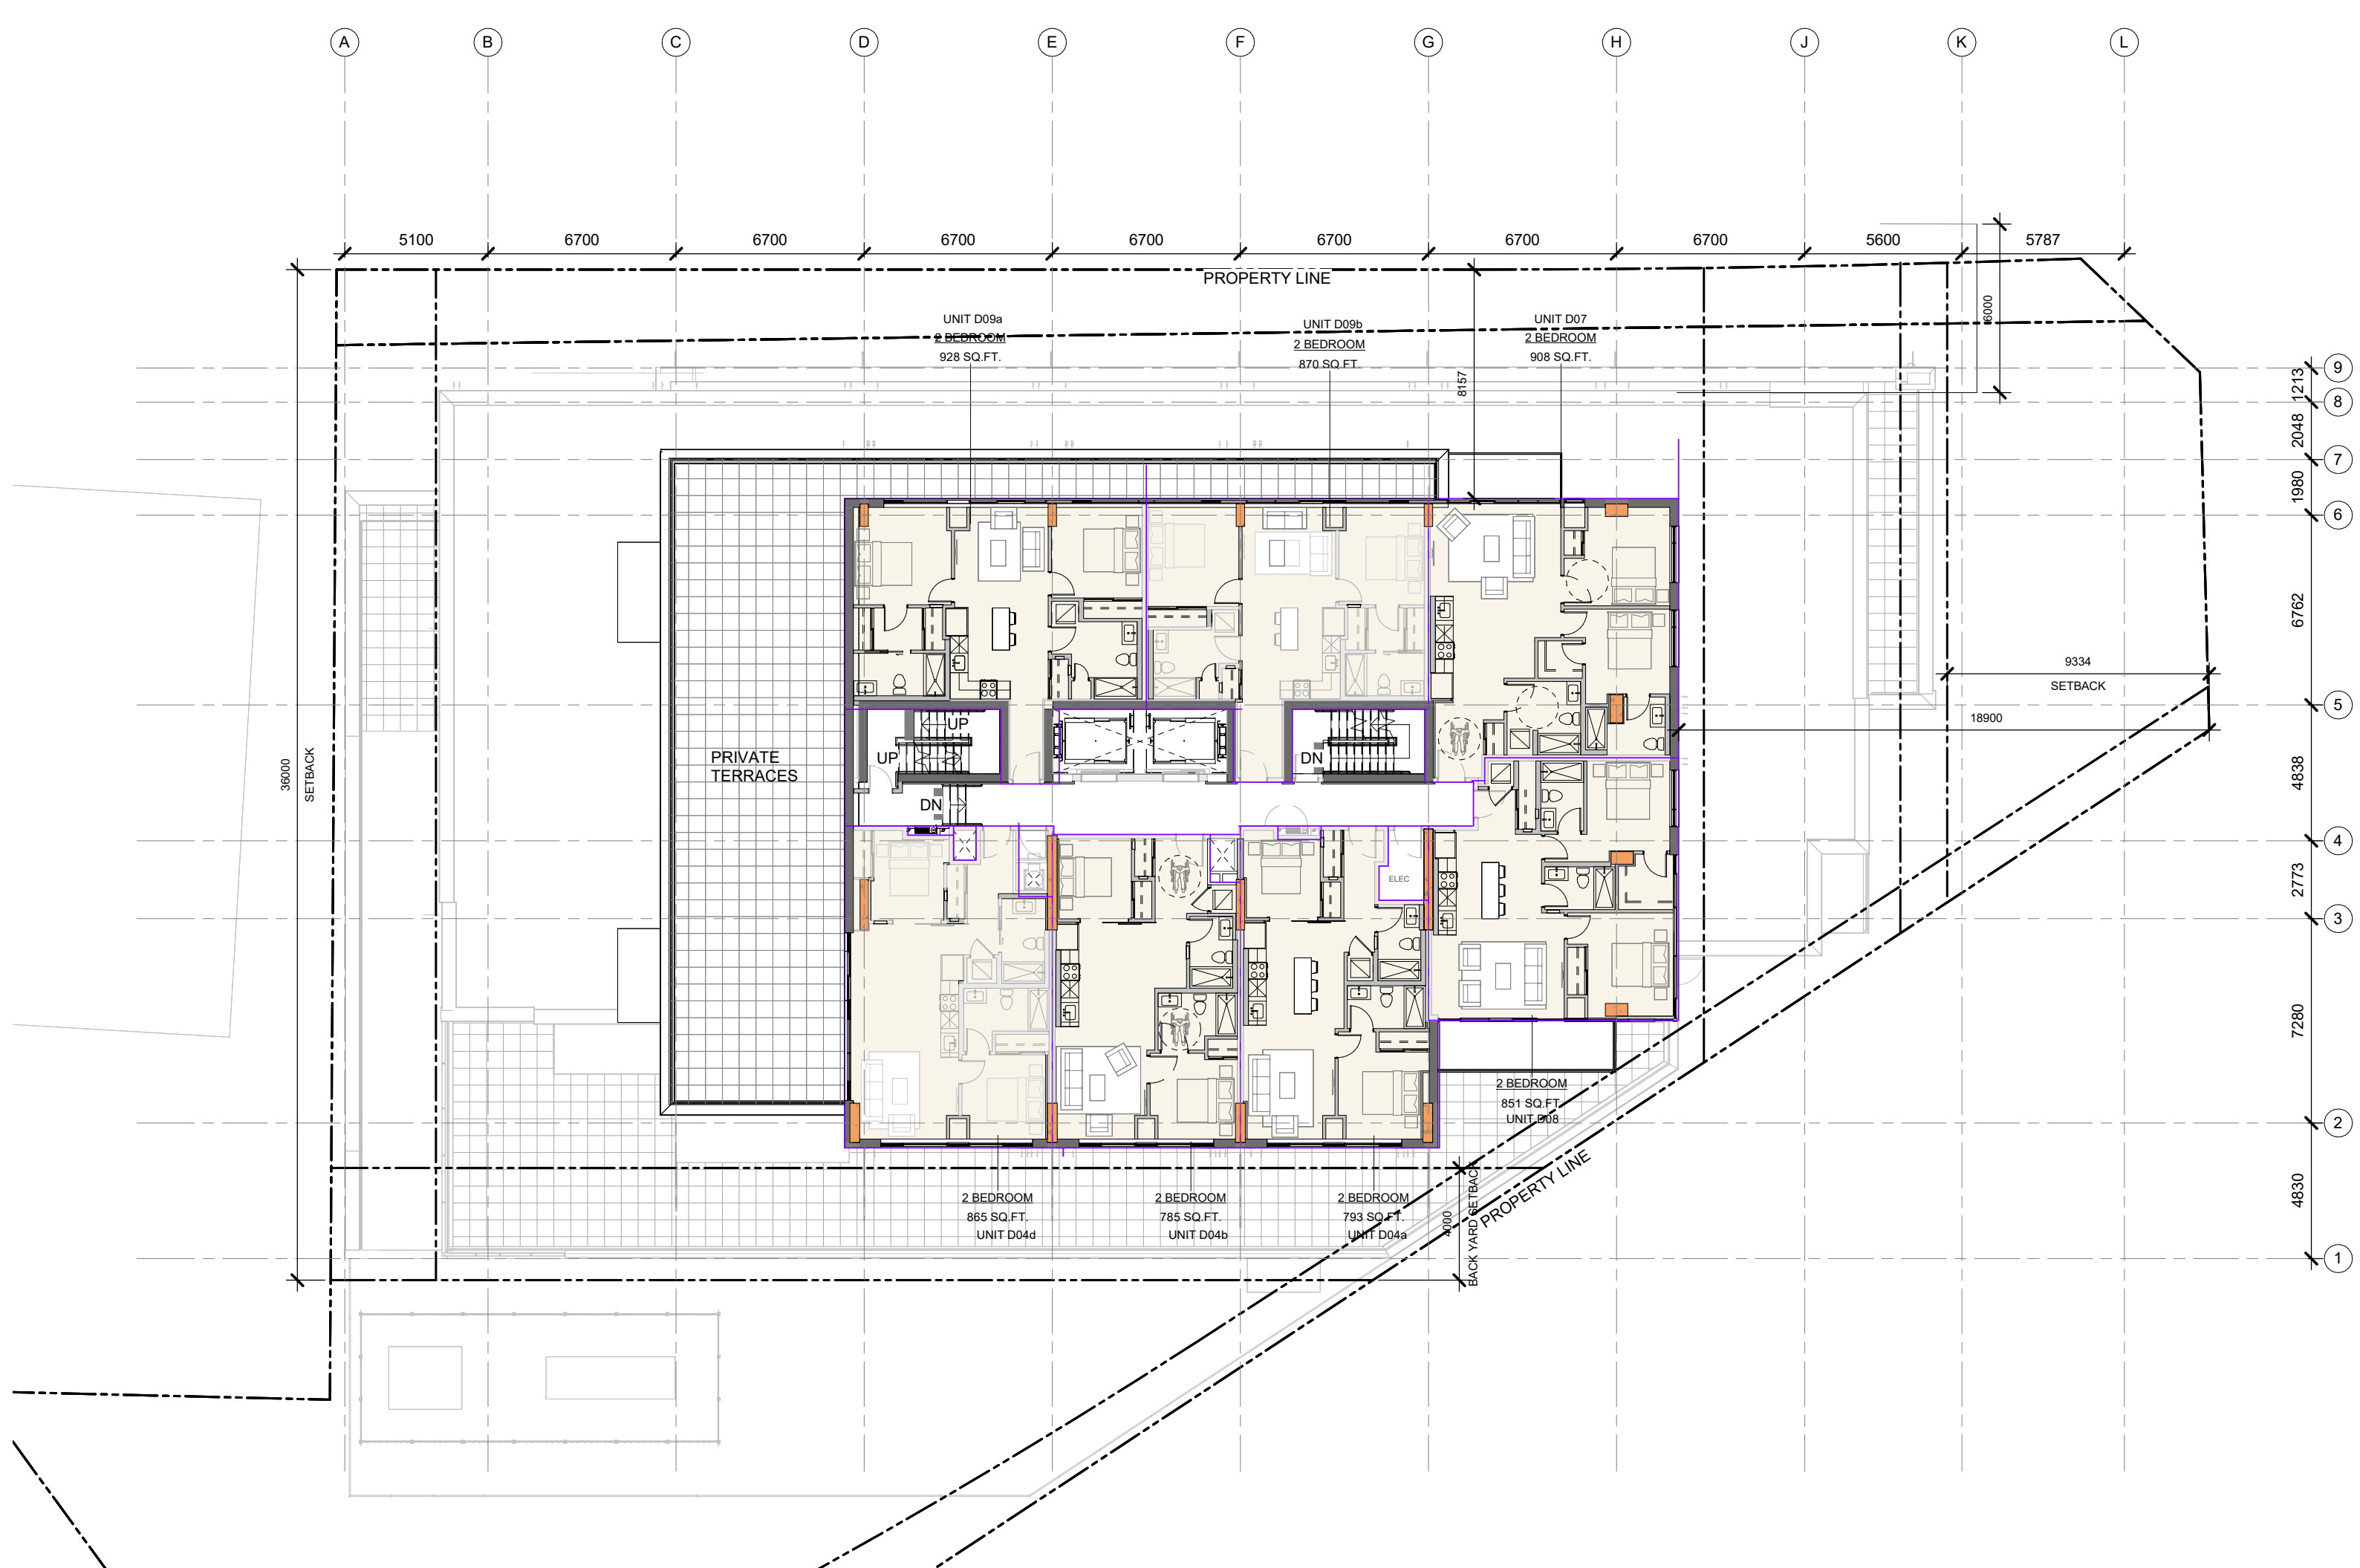 A B C D E F G H J K L
5100 6700 6700 6700 6700 6700 6700 6700 5600 5787
PROPERTY LINE
6000
UNIT D09a
2 BEDROOM
928 SQ.FT.
UNIT D09b
2 BEDROOM
870 SQ.FT.
UNIT D07
2 BEDROOM
908 SQ.FT.
8157
9
1213
8
2048
7
1980
6
6762
9334
SETBACK
5
18900
36000
SETBACK
PRIVATE
TERRACES
UP
UP
DN
DN
4838
4
ELEC
2773
3
7280
2 BEDROOM
851 SQ.FT.
UNIT D08
2
2 BEDROOM
865 SQ.FT.
UNIT D04d
2 BEDROOM
785 SQ.FT.
UNIT D04b
2 BEDROOM
793 SQ.FT.
UNIT D04a
4000
BACK YARD SETBACK
PROPERTY LINE
4830
1